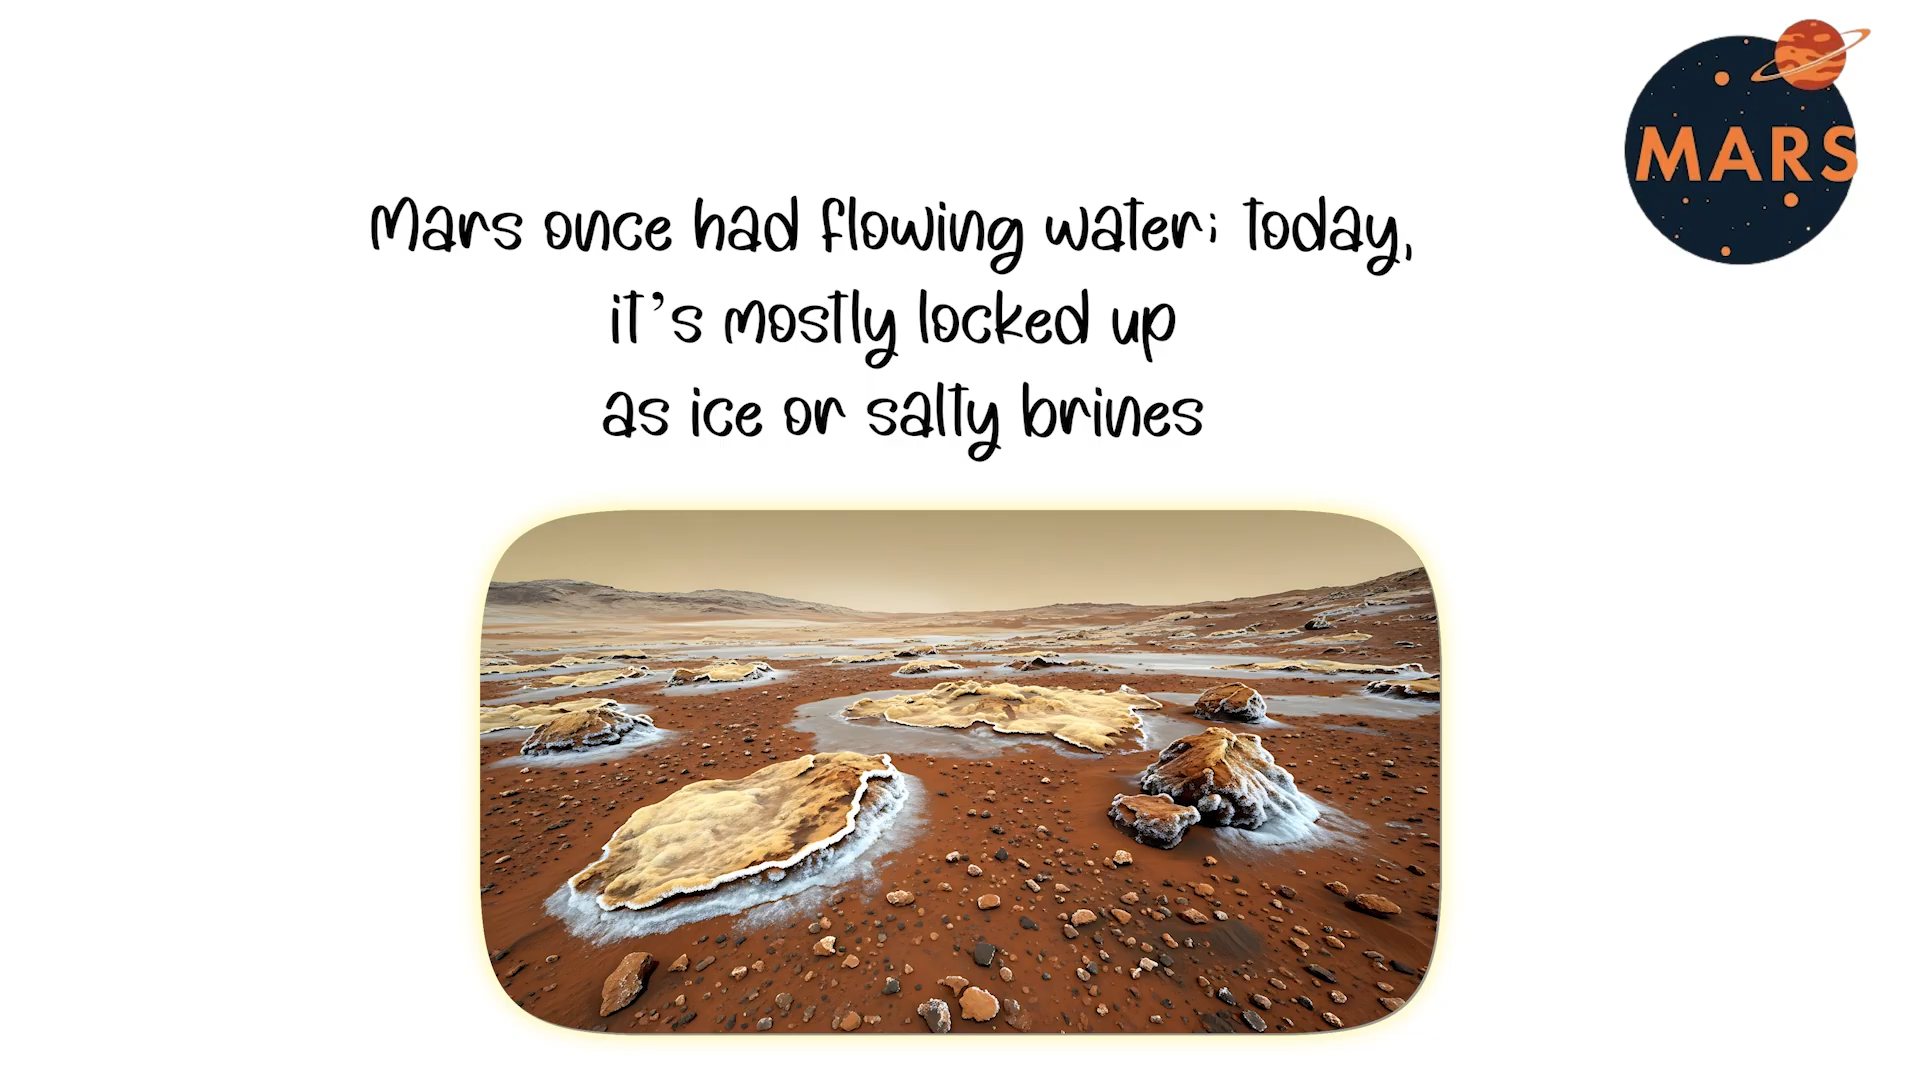 MARS
Mars once had flowing water; today,
it's mostly locked up
as ice or salty brines